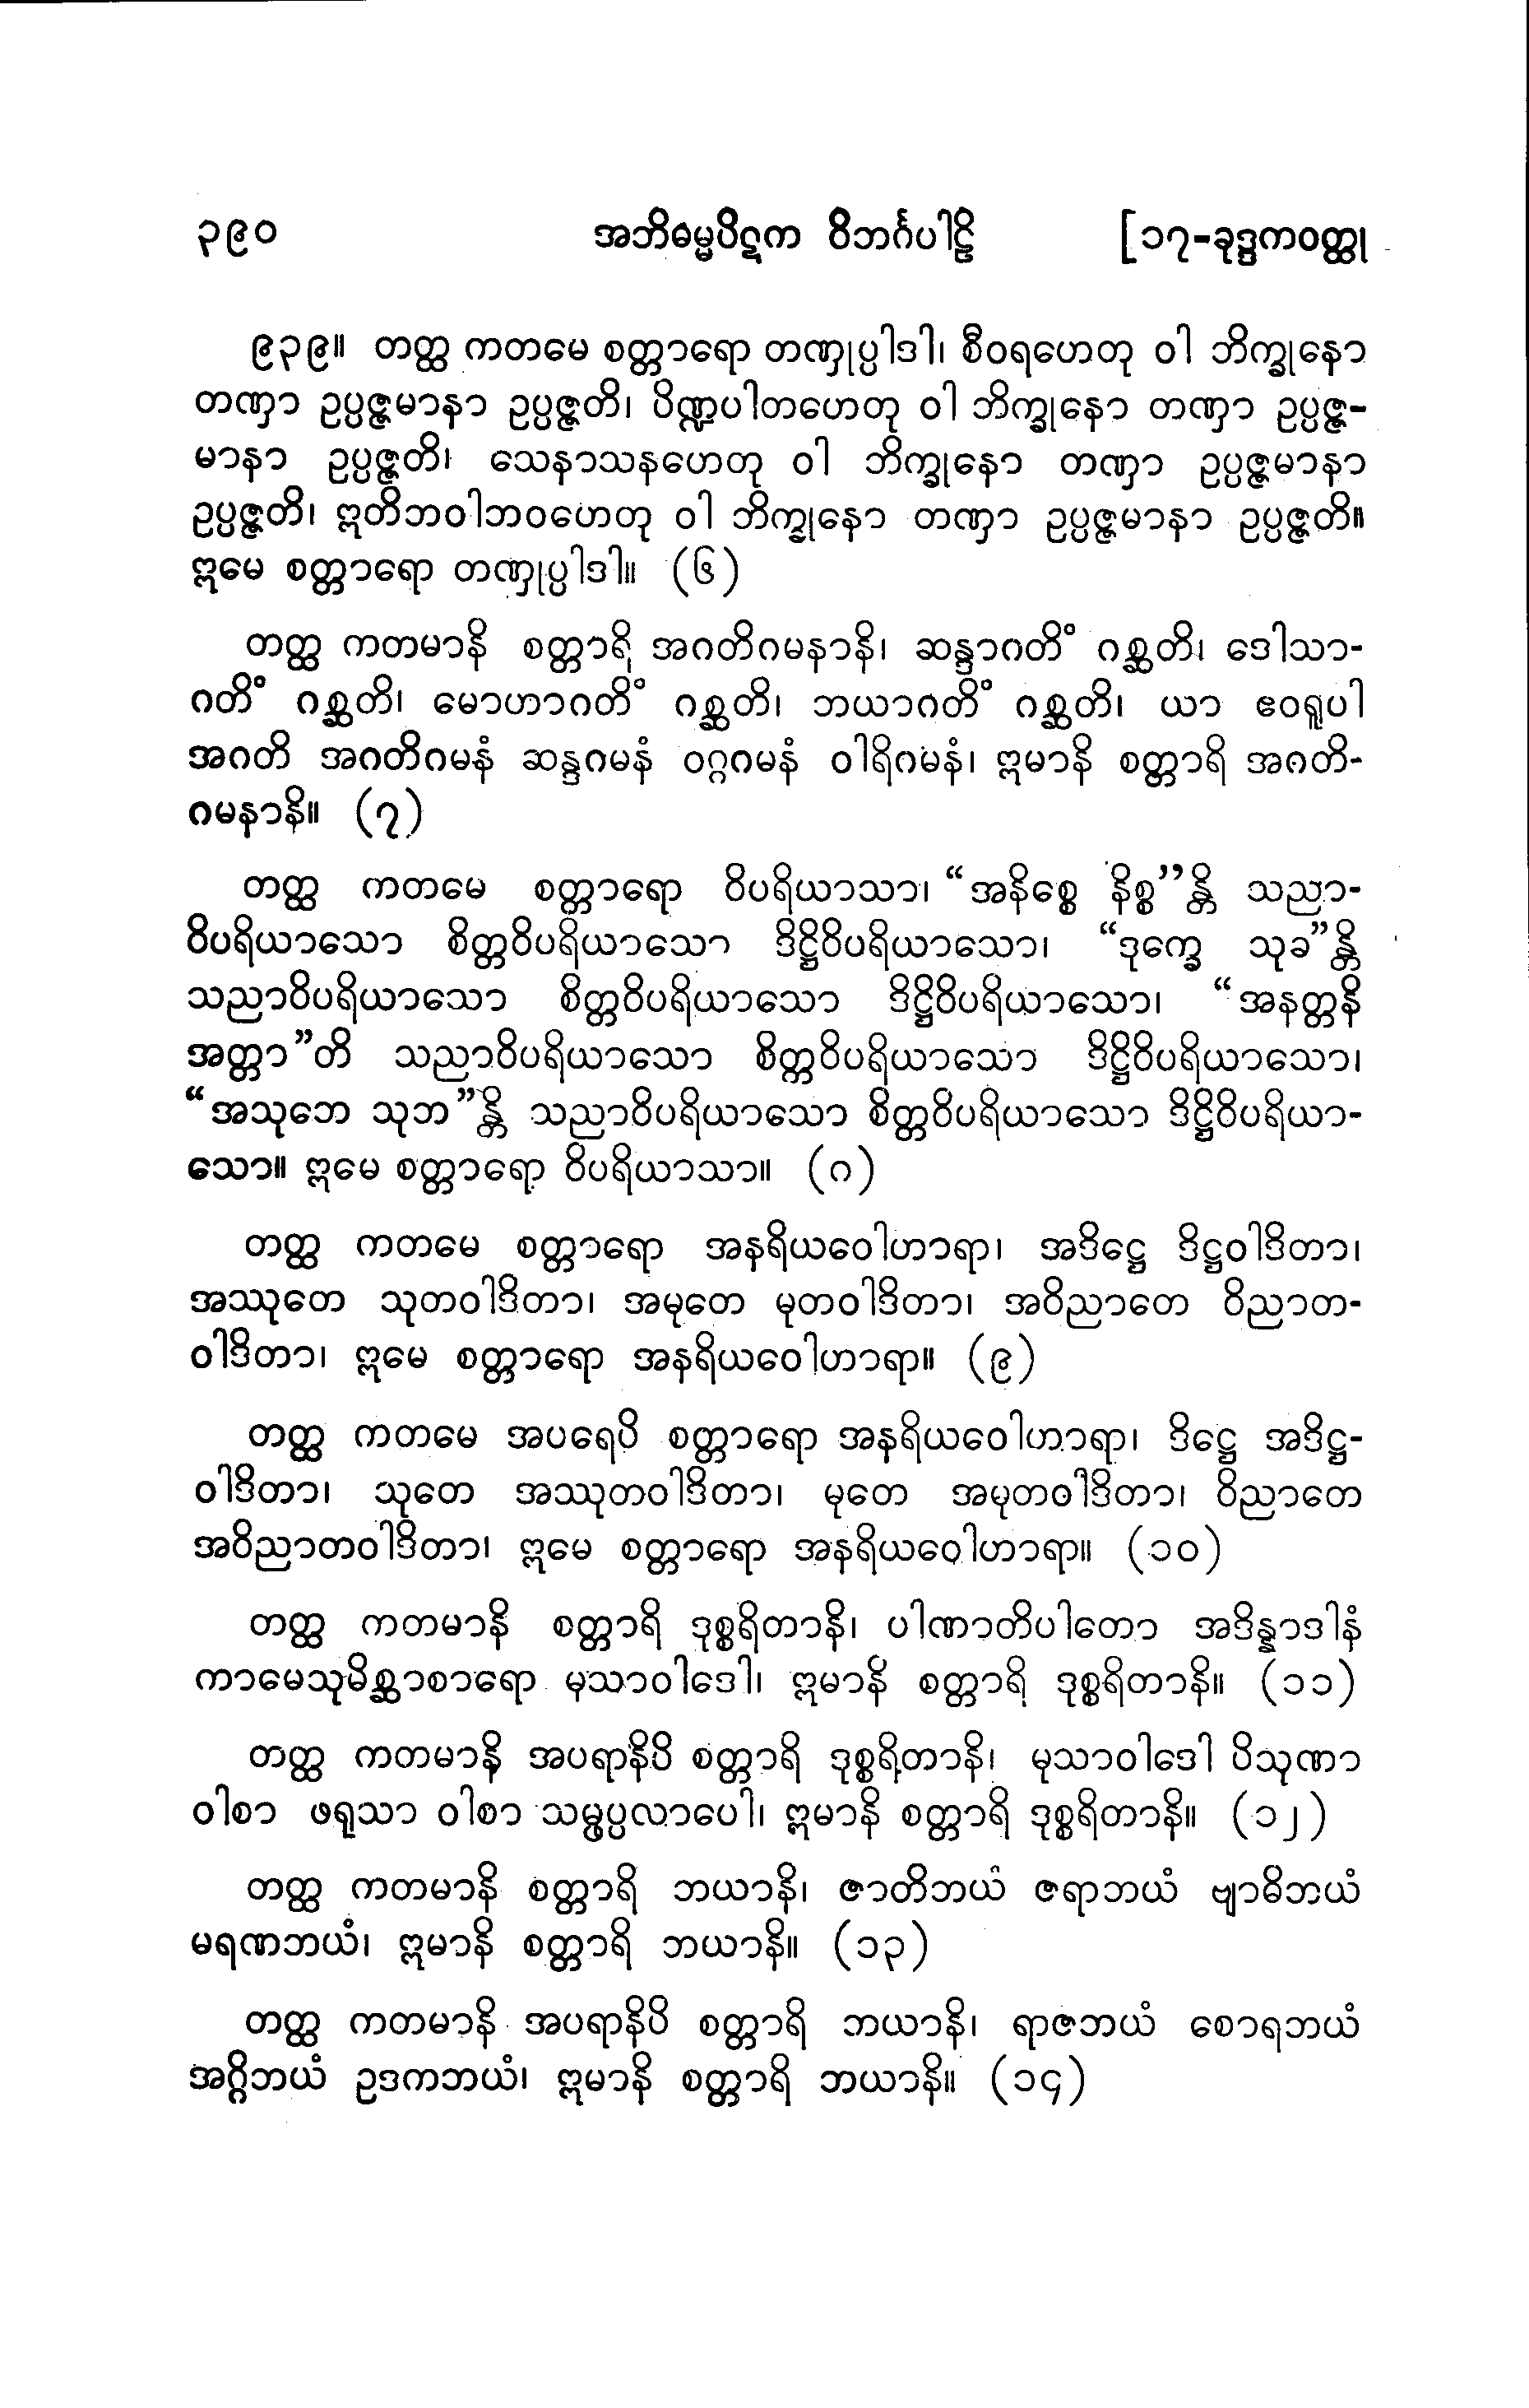 ၃၉၀ အဘိဓမ္မပိဋက ဝိဘင်္ဂပါဠိ [၁၇-ခုဒ္ဒကဝတ္ထု
၉၃၉။ တတ္ထ ကတမေ စတ္တာရော တဏှုပ္ပါဒါ၊ စီဝရဟေတု ဝါ ဘိက္ခုနော
တဏှာ ဥပ္ပဇ္ဇမာနာ ဥပ္ပဇ္ဇတိ၊ ပိဏ္ဍပါတဟေတု ဝါ ဘိက္ခုနော တဏှာ ဥပ္ပဇ္ဇ-
မာနာ ဥပ္ပဇ္ဇတိ၊ သေနာသနဟေတု ဝါ ဘိက္ခုနော တဏှာ ဥပ္ပဇ္ဇမာနာ
ဥပ္ပဇ္ဇတိ၊ ဣတိဘဝါဘဝဟေတု ဝါ ဘိက္ခုနော တဏှာ ဥပ္ပဇ္ဇမာနာ ဥပ္ပဇ္ဇတိ။
ဣမေ စတ္တာရော တဏှုပ္ပါဒါ။ (၆)
တတ္ထ ကတမာနိ စတ္တာရိ အဂတိဂမနာနိ၊ ဆန္ဒာဂတိံ ဂစ္ဆတိ၊ ဒေါသာ-
ဂတိံ ဂစ္ဆတိ၊ မောဟာဂတိံ ဂစ္ဆတိ၊ ဘယာဂတိံ ဂစ္ဆတိ၊ ယာ ဧဝရူပါ
အဂတိ အဂတိဂမနံ ဆန္ဒဂမနံ ဝဂ္ဂဂမနံ ဝါရိဂမနံ၊ ဣမာနိ စတ္တာရိ အဂတိ-
ဂမနာနိ။ (၇)
တတ္ထ ကတမေ စတ္တာရော ဝိပရိယာသာ၊ “အနိစ္စေ နိစ္စ”န္တိ သညာ-
ဝိပရိယာသော စိတ္တဝိပရိယာသော ဒိဋ္ဌိဝိပရိယာသော၊ “ဒုက္ခေ သုခ”န္တိ
သညာဝိပရိယာသော စိတ္တဝိပရိယာသော ဒိဋ္ဌိဝိပရိယာသော၊ “အနတ္တနိ
အတ္တာ”တိ သညာဝိပရိယာသော စိတ္တဝိပရိယာသော ဒိဋ္ဌိဝိပရိယာသော၊
“အသုဘေ သုဘ”န္တိ သညာဝိပရိယာသော စိတ္တဝိပရိယာသော ဒိဋ္ဌိဝိပရိယာ-
သော။ ဣမေ စတ္တာရော ဝိပရိယာသာ။ (၈)
တတ္ထ ကတမေ စတ္တာရော အနရိယဝေါဟာရာ၊ အဒိဋ္ဌေ ဒိဋ္ဌဝါဒိတာ၊
အဿုတေ သုတဝါဒိတာ၊ အမုတေ မုတဝါဒိတာ၊ အဝိညာတေ ဝိညာတ-
ဝါဒိတာ၊ ဣမေ စတ္တာရော အနရိယဝေါဟာရာ။ (၉)
တတ္ထ ကတမေ အပရေပိ စတ္တာရော အနရိယဝေါဟာရာ၊ ဒိဋ္ဌေ အဒိဋ္ဌ-
ဝါဒိတာ၊ သုတေ အဿုတဝါဒိတာ၊ မုတေ အမုတဝါဒိတာ၊ ဝိညာတေ
အဝိညာတဝါဒိတာ၊ ဣမေ စတ္တာရော အနရိယဝေါဟာရာ။ (၁၀)
တတ္ထ ကတမာနိ စတ္တာရိ ဒုစ္စရိတာနိ၊ ပါဏာတိပါတော အဒိန္နာဒါနံ
ကာမေသုမိစ္ဆာစာရော မုသာဝါဒေါ၊ ဣမာနိ စတ္တာရိ ဒုစ္စရိတာနိ။ (၁၁)
တတ္ထ ကတမာနိ အပရာနိပိ စတ္တာရိ ဒုစ္စရိတာနိ၊ မုသာဝါဒေါ ပိသုဏာ
ဝါစာ ဖရုသာ ဝါစာ သမ္ဖပ္ပလာပေါ၊ ဣမာနိ စတ္တာရိ ဒုစ္စရိတာနိ။ (၁၂)
တတ္ထ ကတမာနိ စတ္တာရိ ဘယာနိ၊ ဇာတိဘယံ ဇရာဘယံ ဗျာဓိဘယံ
မရဏဘယံ၊ ဣမာနိ စတ္တာရိ ဘယာနိ။ (၁၃)
တတ္ထ ကတမာနိ အပရာနိပိ စတ္တာရိ ဘယာနိ၊ ရာဇဘယံ စောရဘယံ
အဂ္ဂိဘယံ ဥဒကဘယံ၊ ဣမာနိ စတ္တာရိ ဘယာနိ။ (၁၄)